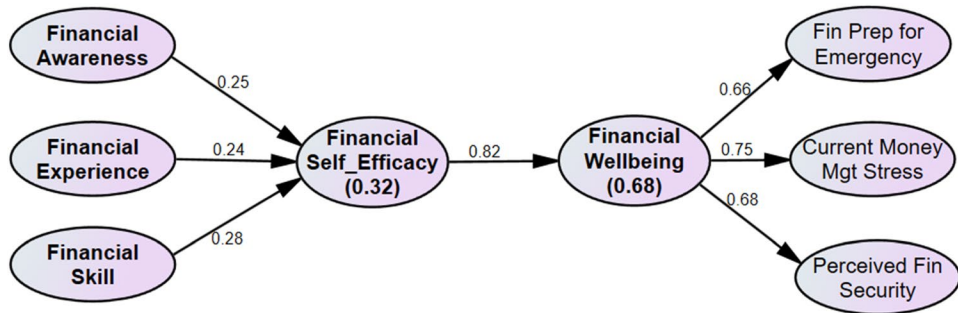 Financial
Awareness
Financial
Experience
Financial
Skill
0.25
0.24
0.28
Financial
Self_Efficacy
(0.32)
0.82
Financial
Wellbeing
(0.68)
0.66
0.75
0.68
Fin Prep for
Emergency
Current Money
Mgt Stress
Perceived Fin
Security